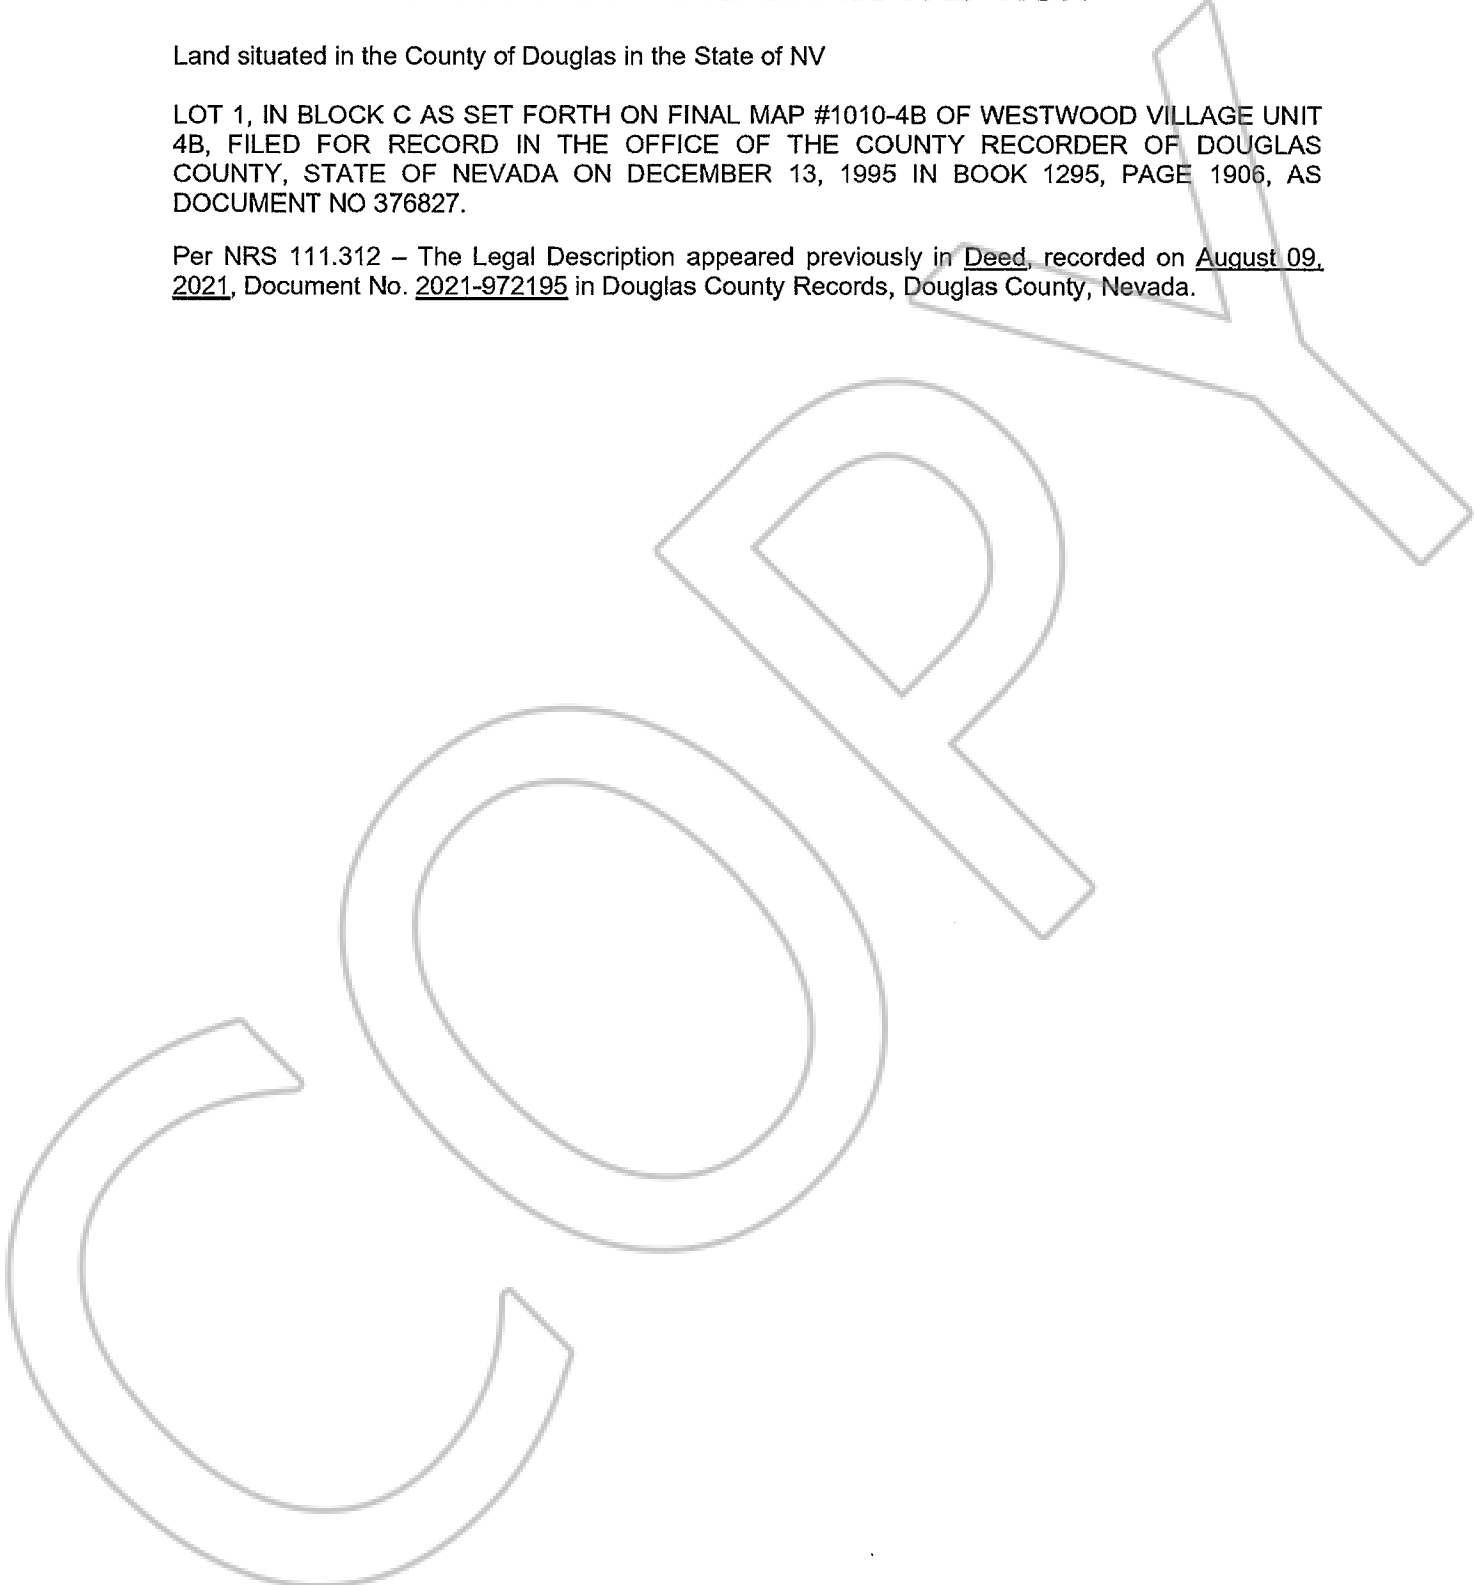 Land situated in the County of Douglas in the State of NV
LOT 1, IN BLOCK C AS SET FORTH ON FINAL MAP #1010-4B OF WESTWOOD VILLAGE UNIT
4B, FILED FOR RECORD IN THE OFFICE OF THE COUNTY RECORDER OF DOUGLAS
COUNTY, STATE OF NEVADA ON DECEMBER 13, 1995 IN BOOK 1295, PAGE 1906, AS
DOCUMENT NO 376827.
Per NRS 111.312 – The Legal Description appeared previously in Deed, recorded on August 09,
2021, Document No. 2021-972195 in Douglas County Records, Douglas County, Nevada.
COPY